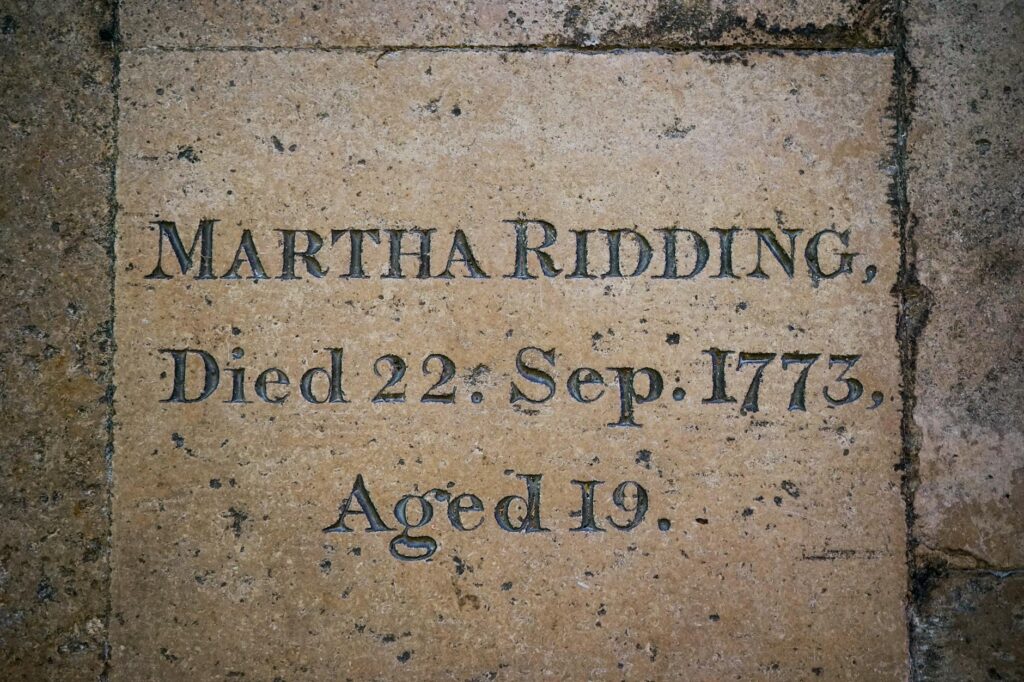 MARTHA RIDDING,
Died 22. Sep. 1773,
Aged 19.